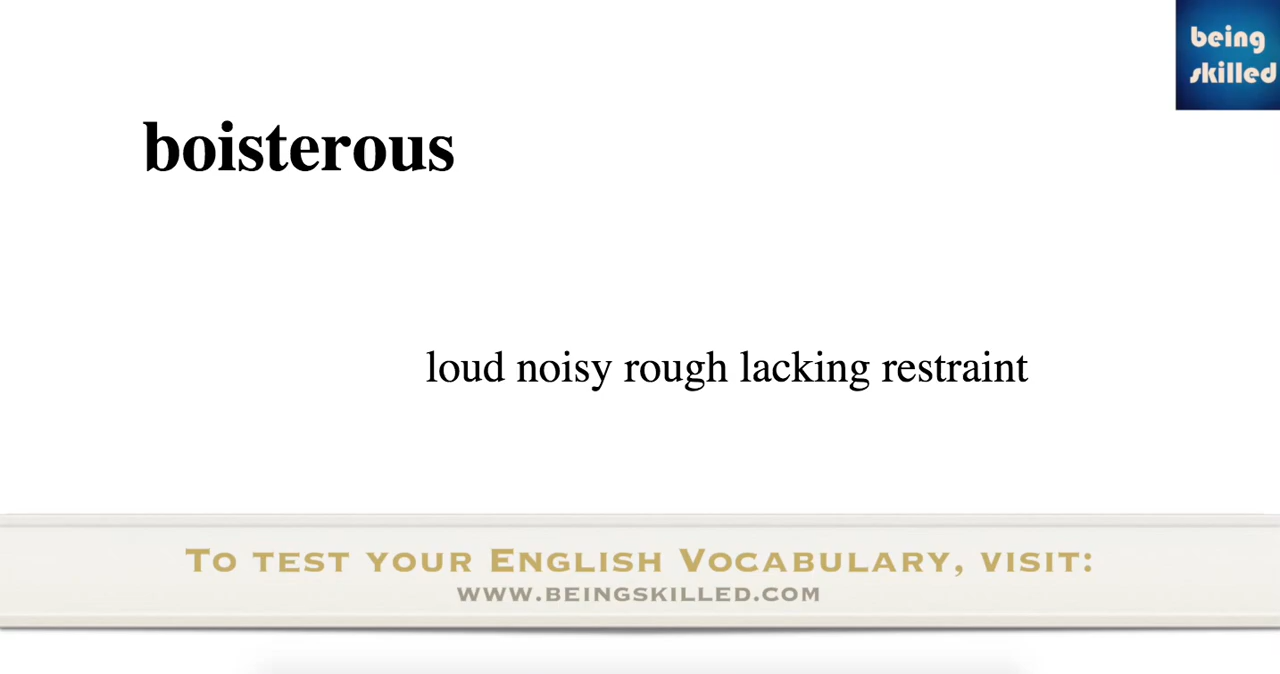 being
skilled
boisterous
loud noisy rough lacking restraint
To test your English Vocabulary, visit:
www.beingskilled.com